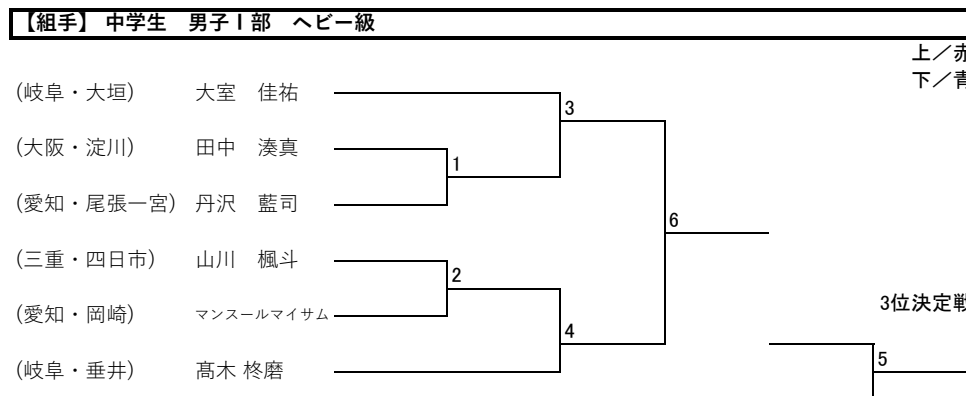 【組手】 中学生　男子Ⅰ部　ヘビー級
上／赤
下／青
(岐阜・大垣)　大室　佳祐
3
(大阪・淀川)　田中　湊真
1
(愛知・尾張一宮)　丹沢　藍司
6
(三重・四日市)　山川　楓斗
2
(愛知・岡崎)　マンスールマイサム
3位決定戦
4
(岐阜・垂井)　髙木 柊磨
5